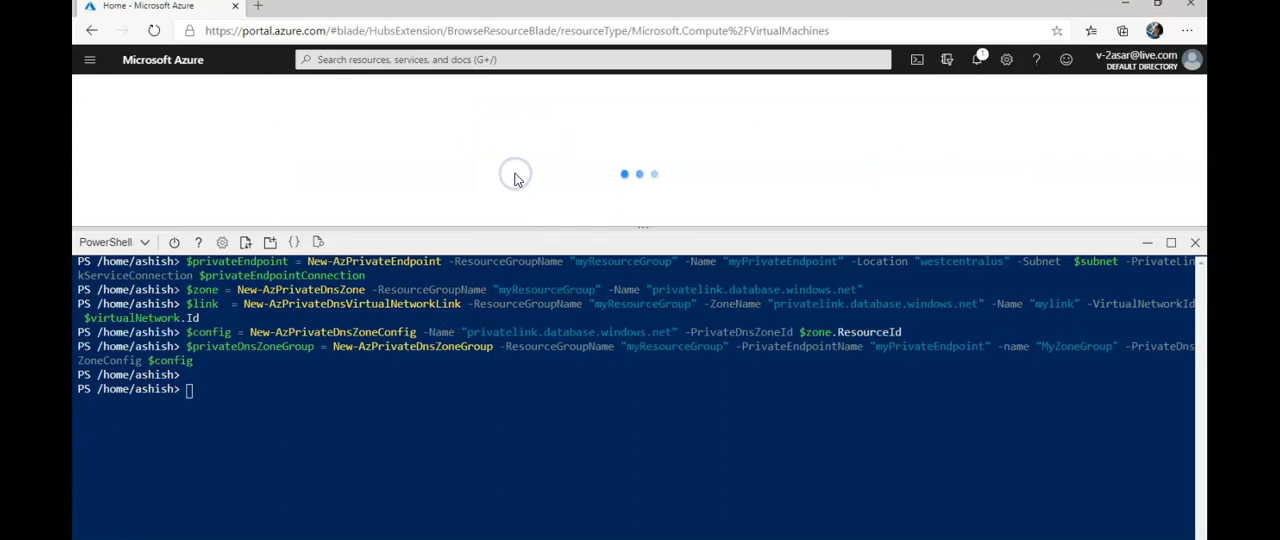 Home - Microsoft Azure
https://portal.azure.com/#blade/HubsExtension/BrowseResourceBlade/resourceType/Microsoft.Compute%2FVirtualMachines
Microsoft Azure
Search resources, services, and docs (G+/)
1
v-2asar@live.com
DEFAULT DIRECTORY
PowerShell
PS /home/ashish> $privateEndpoint = New-AzPrivateEndpoint -ResourceGroupName "myResourceGroup" -Name "myPrivateEndpoint" -Location "westcentralus" -Subnet  $subnet -PrivateLin
kServiceConnection $privateEndpointConnection
PS /home/ashish> $zone = New-AzPrivateDnsZone -ResourceGroupName "myResourceGroup" -Name "privatelink.database.windows.net"
PS /home/ashish> $link  = New-AzPrivateDnsVirtualNetworkLink -ResourceGroupName "myResourceGroup" -ZoneName "privatelink.database.windows.net" -Name "mylink" -VirtualNetworkId
$virtualNetwork.Id
PS /home/ashish> $config = New-AzPrivateDnsZoneConfig -Name "privatelink.database.windows.net" -PrivateDnsZoneId $zone.ResourceId
PS /home/ashish> $privateDnsZoneGroup = New-AzPrivateDnsZoneGroup -ResourceGroupName "myResourceGroup" -PrivateEndpointName "myPrivateEndpoint" -name "MyZoneGroup" -PrivateDns
ZoneConfig $config
PS /home/ashish>
PS /home/ashish>